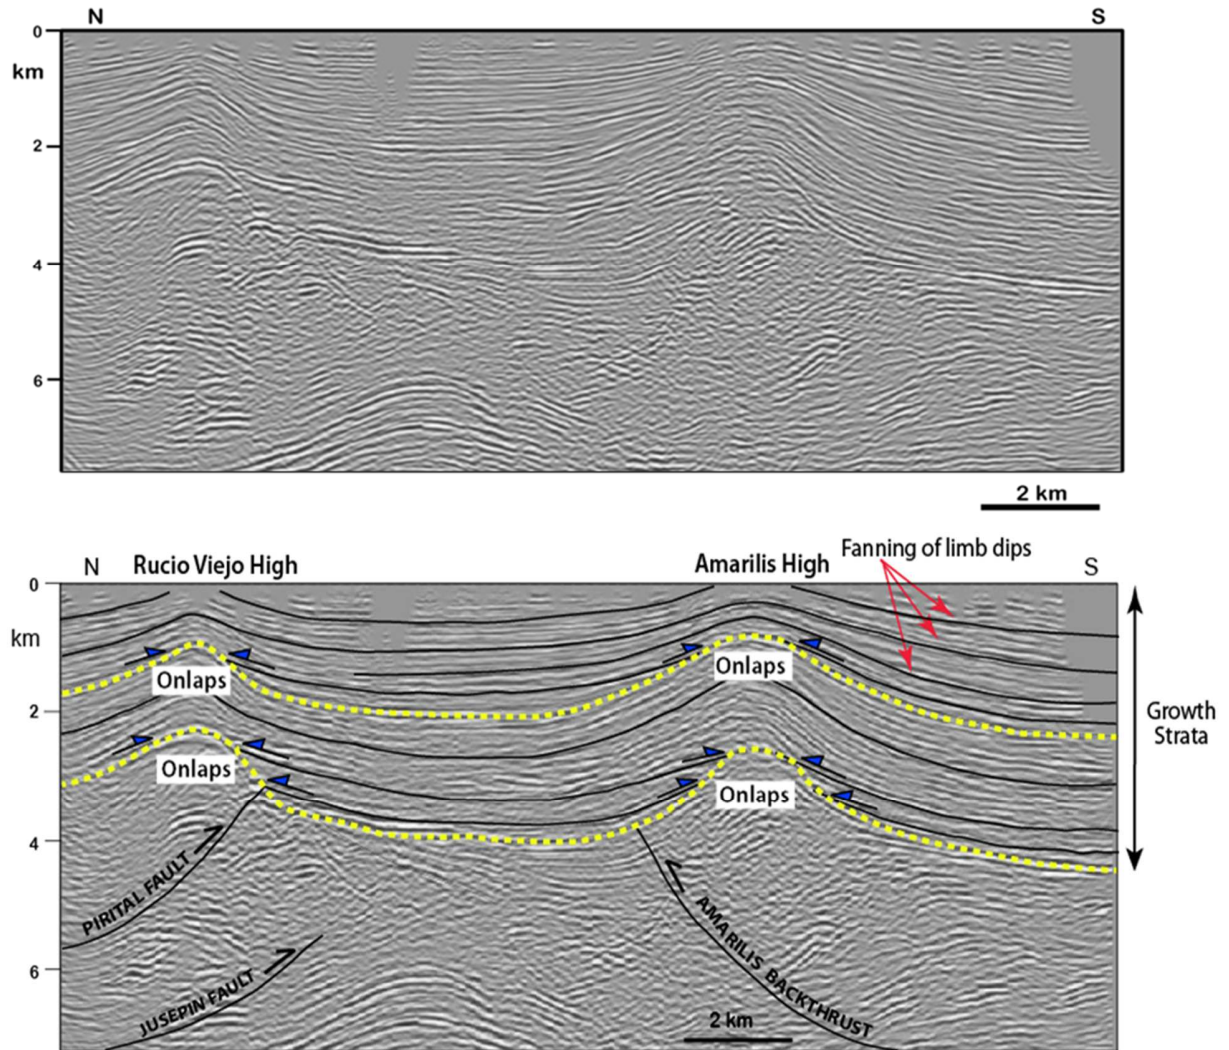 N
S
0
km
2
4
6
2 km
Fanning of limb dips
N
Rucio Viejo High
Amarilis High
S
0
km
Onlaps
Onlaps
2
Growth
Strata
Onlaps
Onlaps
4
PIRITAL FAULT
AMARILIS BACKTHRUST
6
JUSEPIN FAULT
2 km